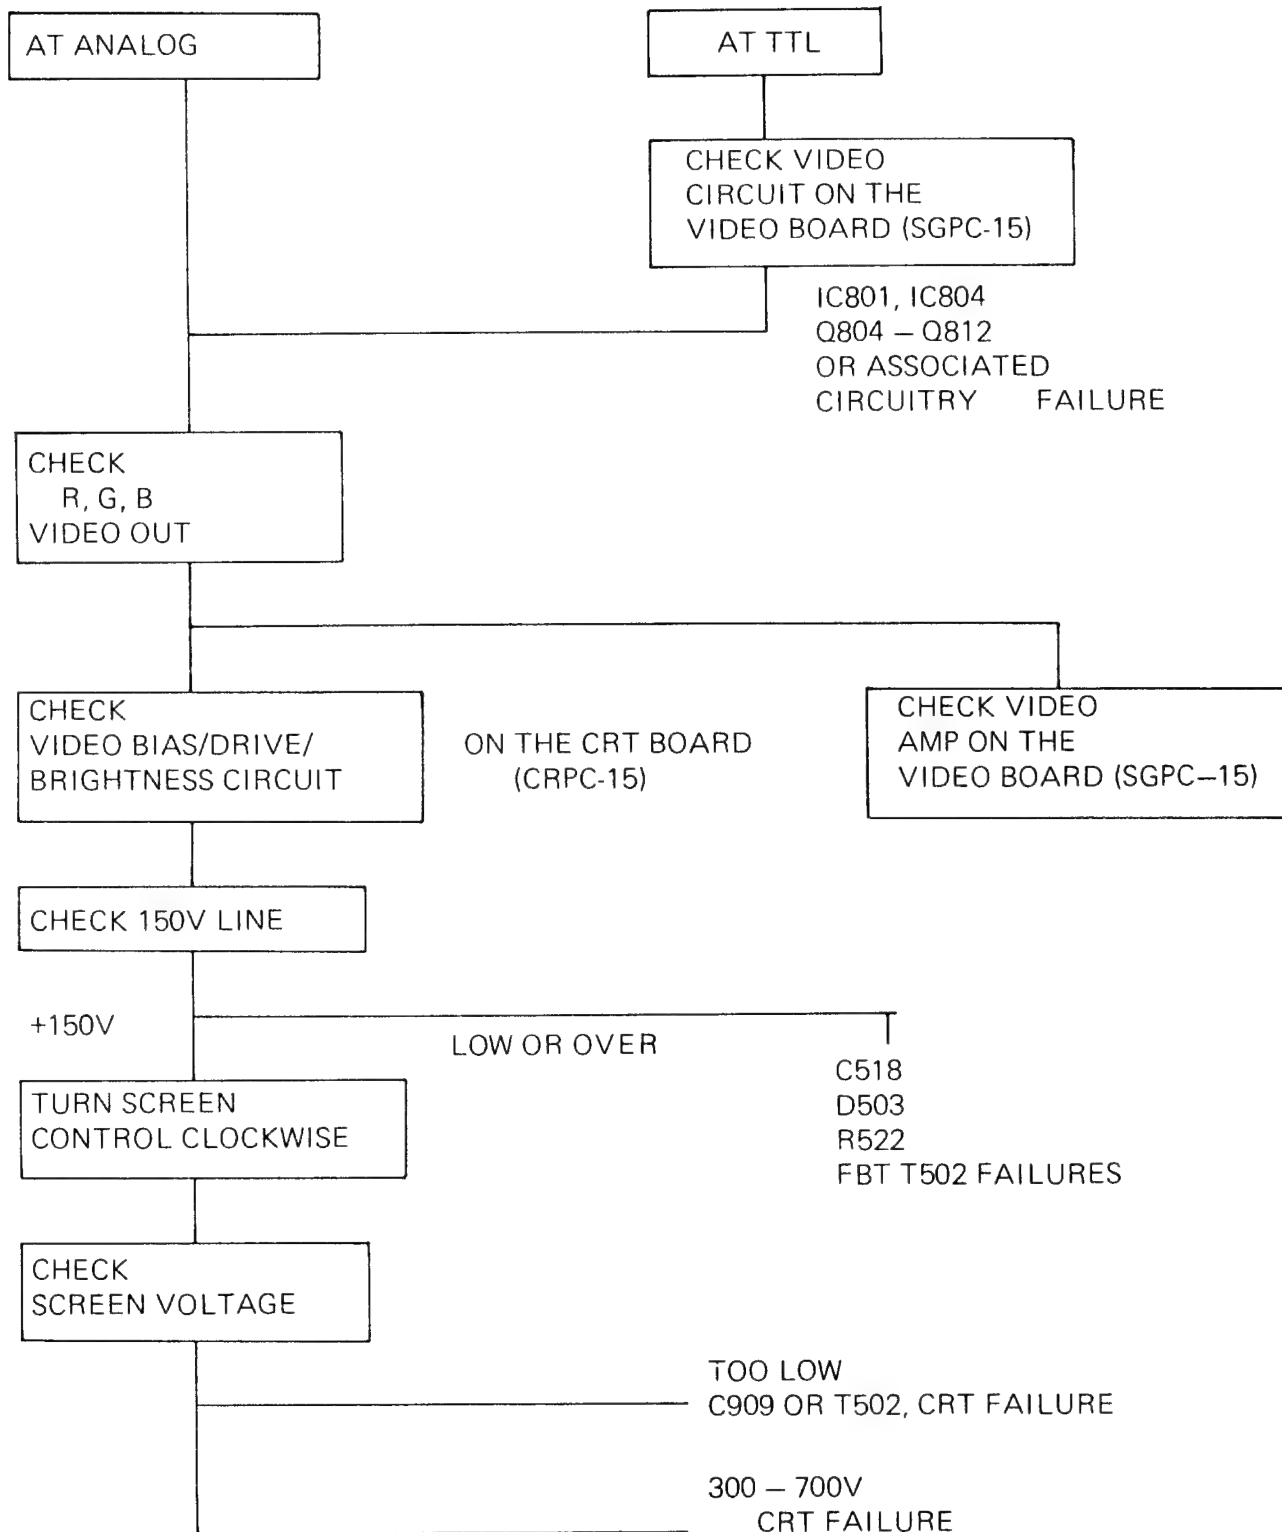 AT ANALOG
AT TTL
CHECK VIDEO
CIRCUIT ON THE
VIDEO BOARD (SGPC-15)
IC801, IC804
Q804 — Q812
OR ASSOCIATED
CIRCUITRY FAILURE
CHECK
R, G, B
VIDEO OUT
CHECK
VIDEO BIAS/DRIVE/
BRIGHTNESS CIRCUIT
ON THE CRT BOARD
(CRPC-15)
CHECK VIDEO
AMP ON THE
VIDEO BOARD (SGPC—15)
CHECK 150V LINE
+150V
LOW OR OVER
C518
D503
R522
FBT T502 FAILURES
TURN SCREEN
CONTROL CLOCKWISE
CHECK
SCREEN VOLTAGE
TOO LOW
C909 OR T502, CRT FAILURE
300 — 700V
CRT FAILURE